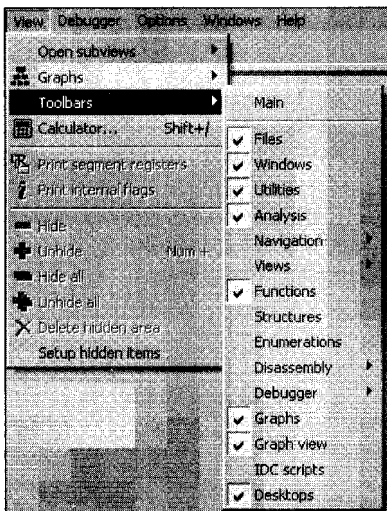 View Debugger Options Windows Help
Open subviews
Graphs
Toolbars
Calculator... Shift+/
Print segment registers
Print internal flags
Hide
Unhide Num +
Hide all
Unhide all
Delete hidden area
Setup hidden items
Main
Files
Windows
Utilities
Analysis
Navigation
Views
Functions
Structures
Enumerations
Disassembly
Debugger
Graphs
Graph view
IDC scripts
Desktops